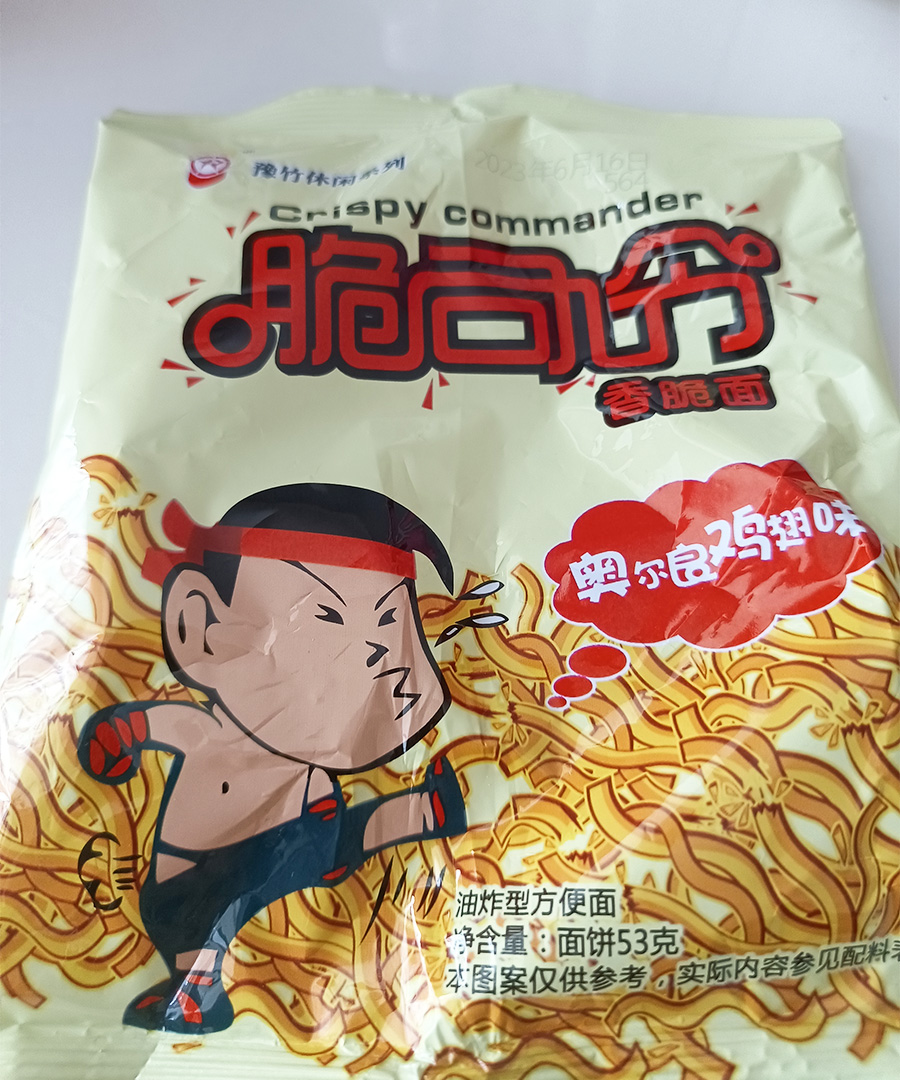 豫竹休闲系列
2023年6月16日
564
Crispy commander
脆司令
香脆面
奥尔良鸡翅味
油炸型方便面
净含量：面饼53克
本图案仅供参考，实际内容参见配料表